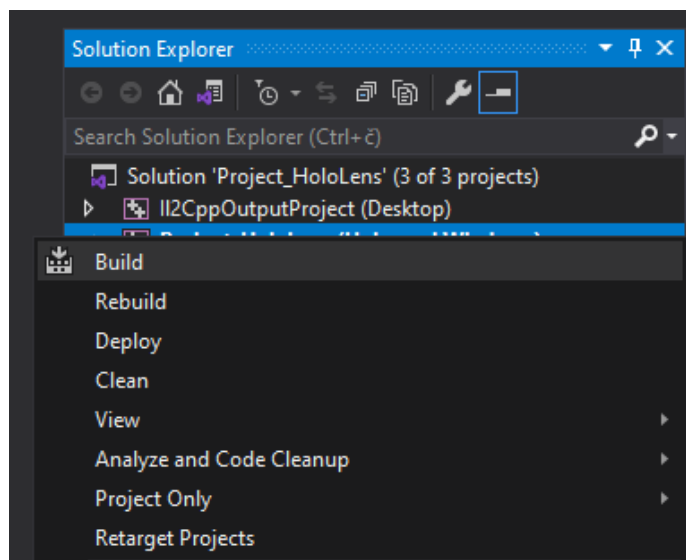 Solution Explorer
Search Solution Explorer (Ctrl+č)
Solution 'Project_HoloLens' (3 of 3 projects)
Il2CppOutputProject (Desktop)
Build
Rebuild
Deploy
Clean
View
Analyze and Code Cleanup
Project Only
Retarget Projects